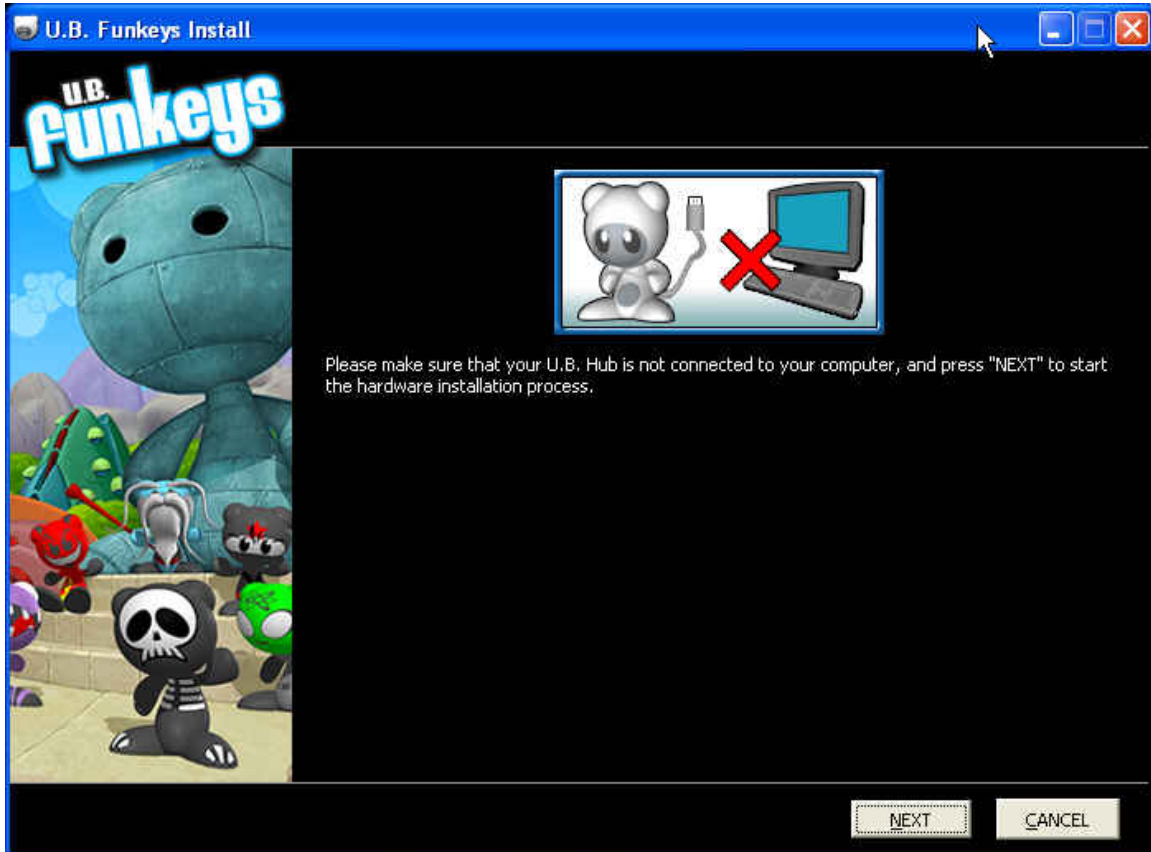 U.B. Funkeys Install
U.B.
funkeys
Please make sure that your U.B. Hub is not connected to your computer, and press "NEXT" to start
the hardware installation process.
NEXT
CANCEL